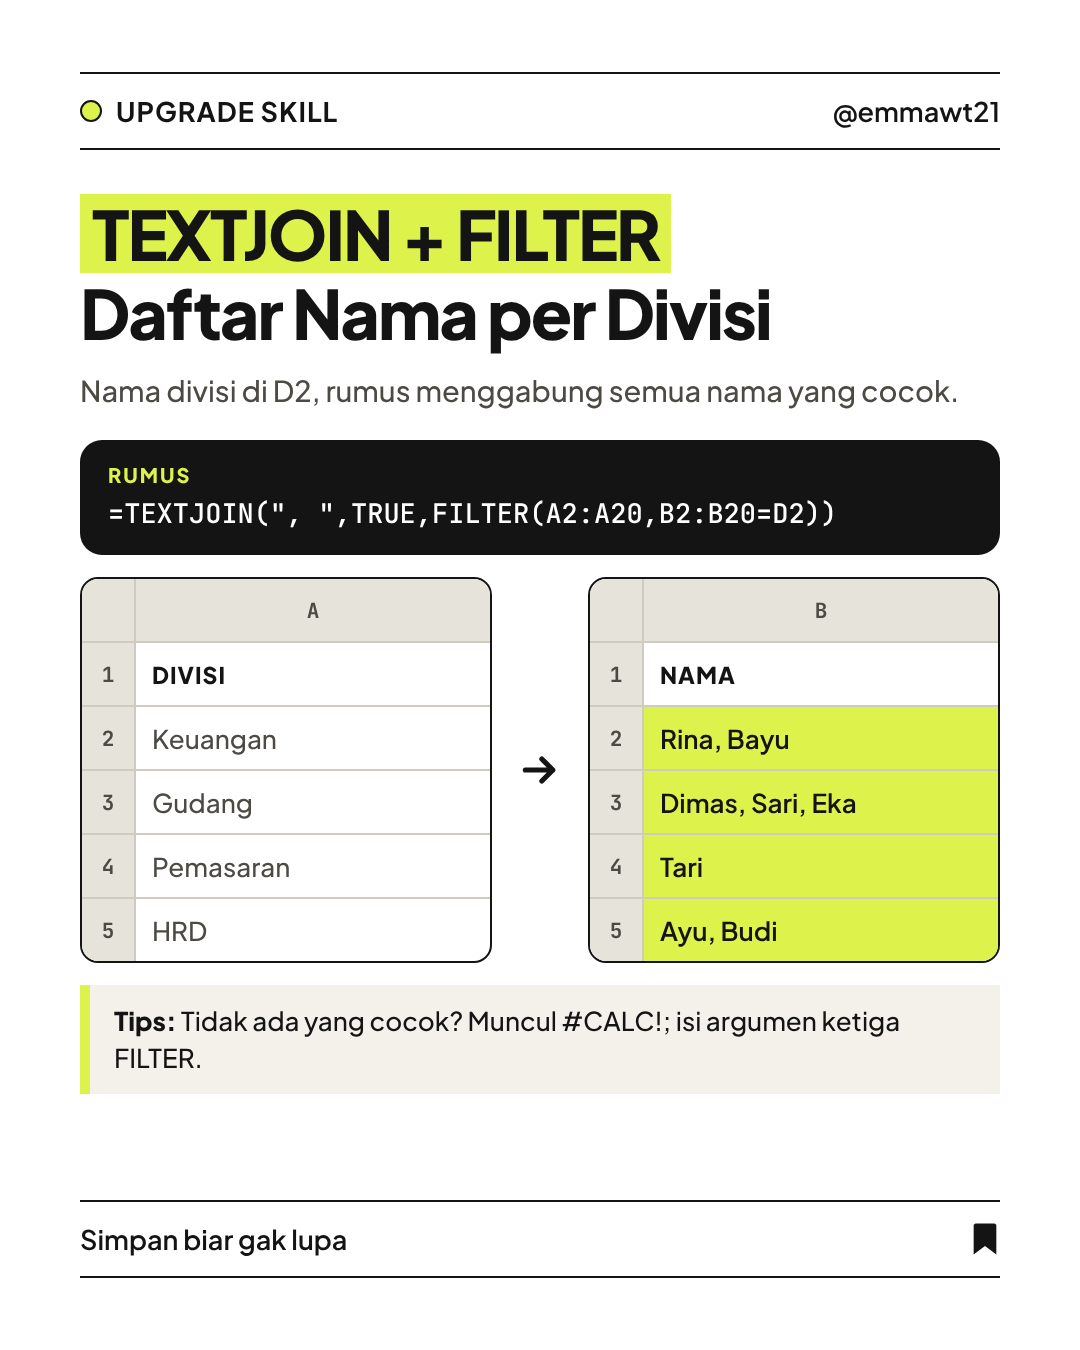 UPGRADE SKILL
@emmawt21
TEXTJOIN + FILTER
Daftar Nama per Divisi
Nama divisi di D2, rumus menggabung semua nama yang cocok.
RUMUS
=TEXTJOIN(", ",TRUE,FILTER(A2:A20,B2:B20=D2))
A
1 DIVISI
2 Keuangan
3 Gudang
4 Pemasaran
5 HRD
→
B
1 NAMA
2 Rina, Bayu
3 Dimas, Sari, Eka
4 Tari
5 Ayu, Budi
Tips: Tidak ada yang cocok? Muncul #CALC!; isi argumen ketiga
FILTER.
Simpan biar gak lupa